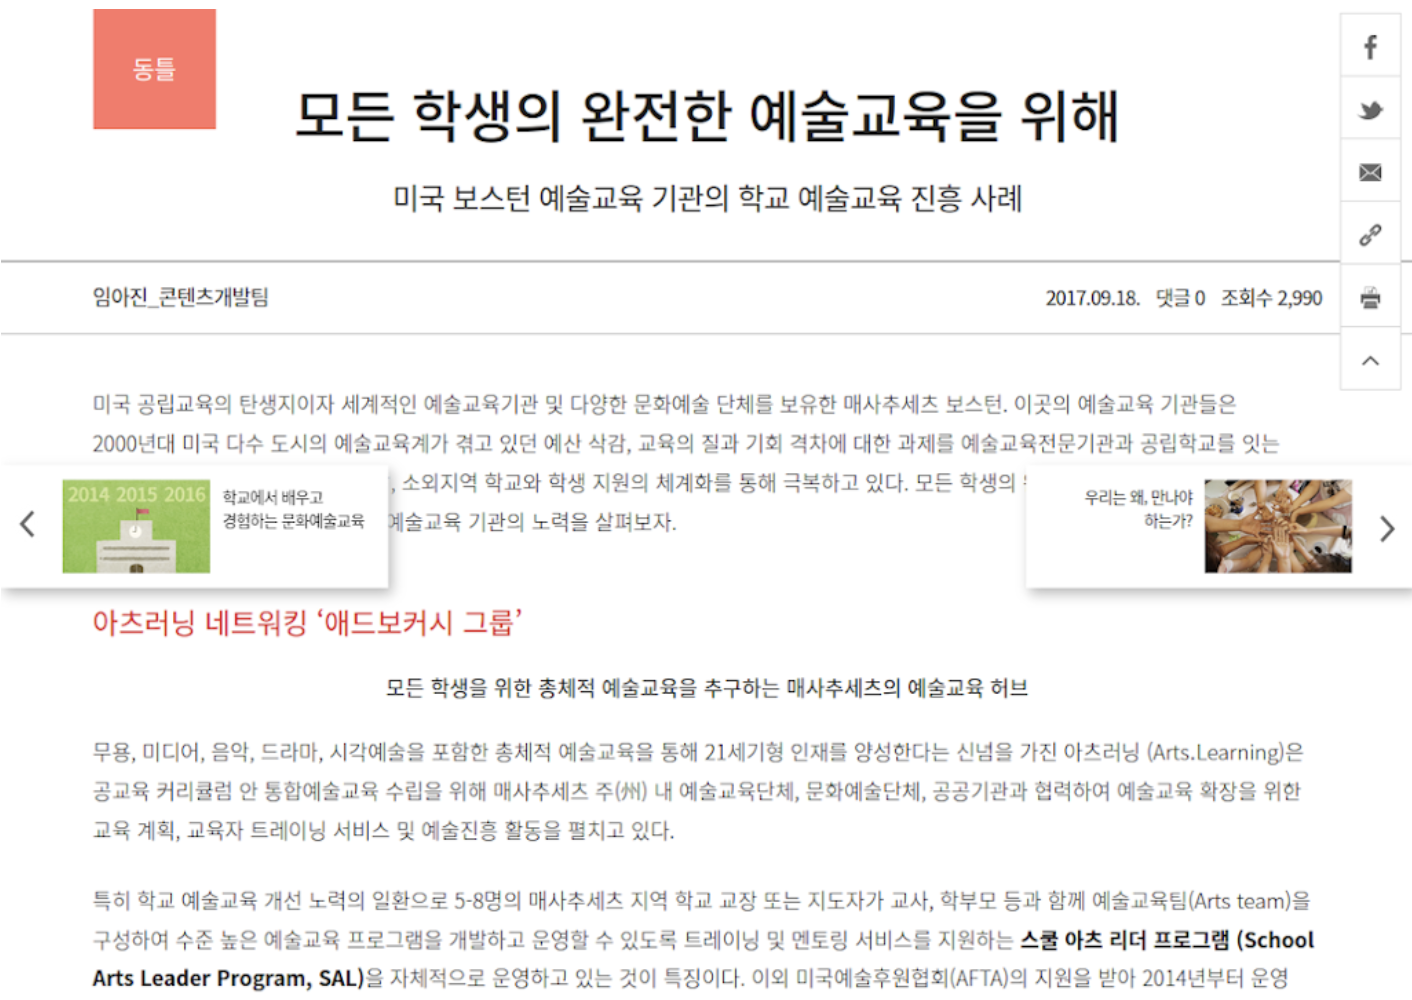 동틀
모든 학생의 완전한 예술교육을 위해
미국 보스턴 예술교육 기관의 학교 예술교육 진흥 사례
임아진_콘텐츠개발팀
2017.09.18. 댓글 0 조회수 2,990
미국 공립교육의 탄생지이자 세계적인 예술교육기관 및 다양한 문화예술 단체를 보유한 매사추세츠 보스턴. 이곳의 예술교육 기관들은
2000년대 미국 다수 도시의 예술교육계가 겪고 있던 예산 삭감, 교육의 질과 기회 격차에 대한 과제를 예술교육전문기관과 공립학교를 잇는
, 소외지역 학교와 학생 지원의 체계화를 통해 극복하고 있다. 모든 학생의
예술교육 기관의 노력을 살펴보자.
2014 2015 2016
학교에서 배우고
경험하는 문화예술교육
우리는 왜, 만나야
하는가?
아츠러닝 네트워킹 ‘애드보커시 그룹’
모든 학생을 위한 총체적 예술교육을 추구하는 매사추세츠의 예술교육 허브
무용, 미디어, 음악, 드라마, 시각예술을 포함한 총체적 예술교육을 통해 21세기형 인재를 양성한다는 신념을 가진 아츠러닝 (Arts.Learning)은
공교육 커리큘럼 안 통합예술교육 수립을 위해 매사추세츠 주(州) 내 예술교육단체, 문화예술단체, 공공기관과 협력하여 예술교육 확장을 위한
교육 계획, 교육자 트레이닝 서비스 및 예술진흥 활동을 펼치고 있다.
특히 학교 예술교육 개선 노력의 일환으로 5-8명의 매사추세츠 지역 학교 교장 또는 지도자가 교사, 학부모 등과 함께 예술교육팀(Arts team)을
구성하여 수준 높은 예술교육 프로그램을 개발하고 운영할 수 있도록 트레이닝 및 멘토링 서비스를 지원하는 스쿨 아츠 리더 프로그램 (School
Arts Leader Program, SAL)을 자체적으로 운영하고 있는 것이 특징이다. 이외 미국예술후원협회(AFTA)의 지원을 받아 2014년부터 운영